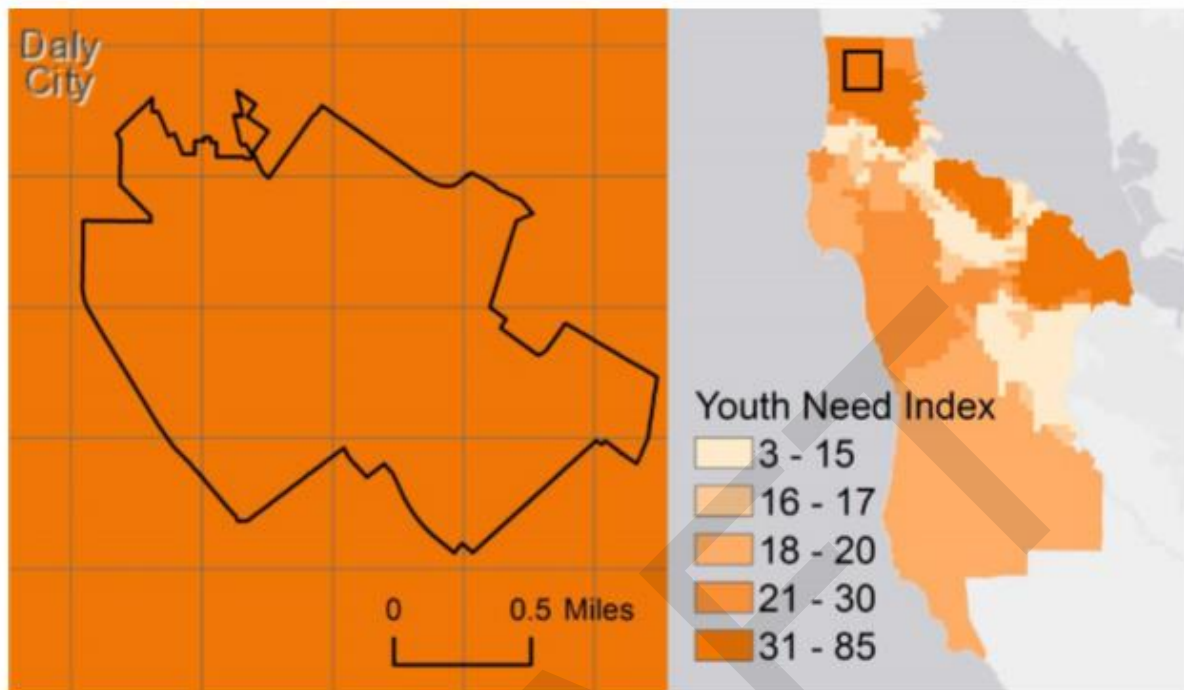 Daly
City
0 0.5 Miles
Youth Need Index
3 - 15
16 - 17
18 - 20
21 - 30
31 - 85